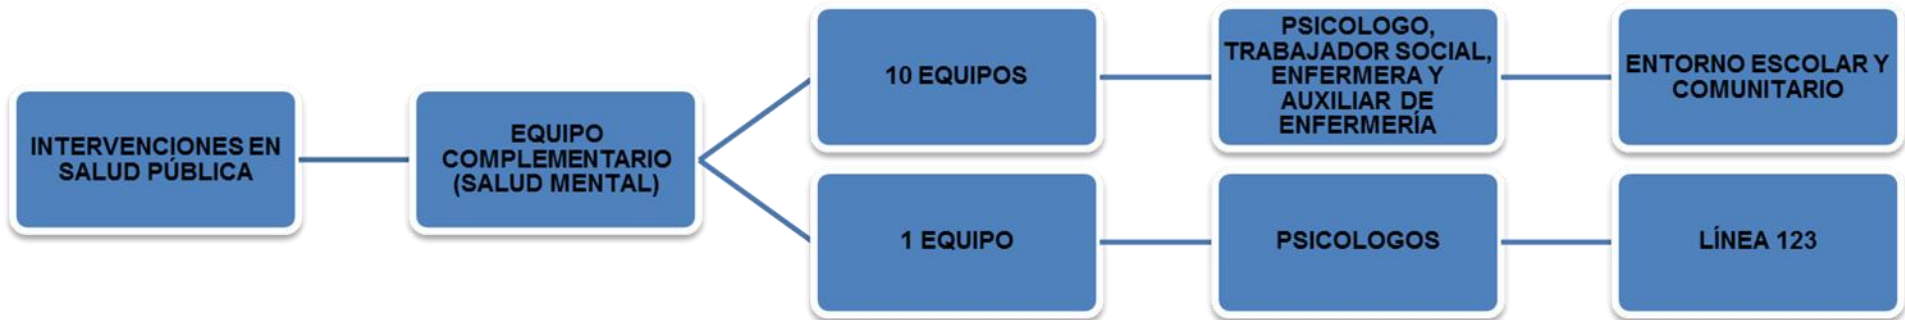 INTERVENCIONES EN
SALUD PÚBLICA
EQUIPO
COMPLEMENTARIO
(SALUD MENTAL)
10 EQUIPOS
PSICOLOGO,
TRABAJADOR SOCIAL,
ENFERMERA Y
AUXILIAR DE
ENFERMERÍA
ENTORNO ESCOLAR Y
COMUNITARIO
1 EQUIPO
PSICOLOGOS
LÍNEA 123